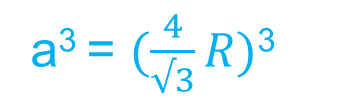 a³ = (4/√3 R)³